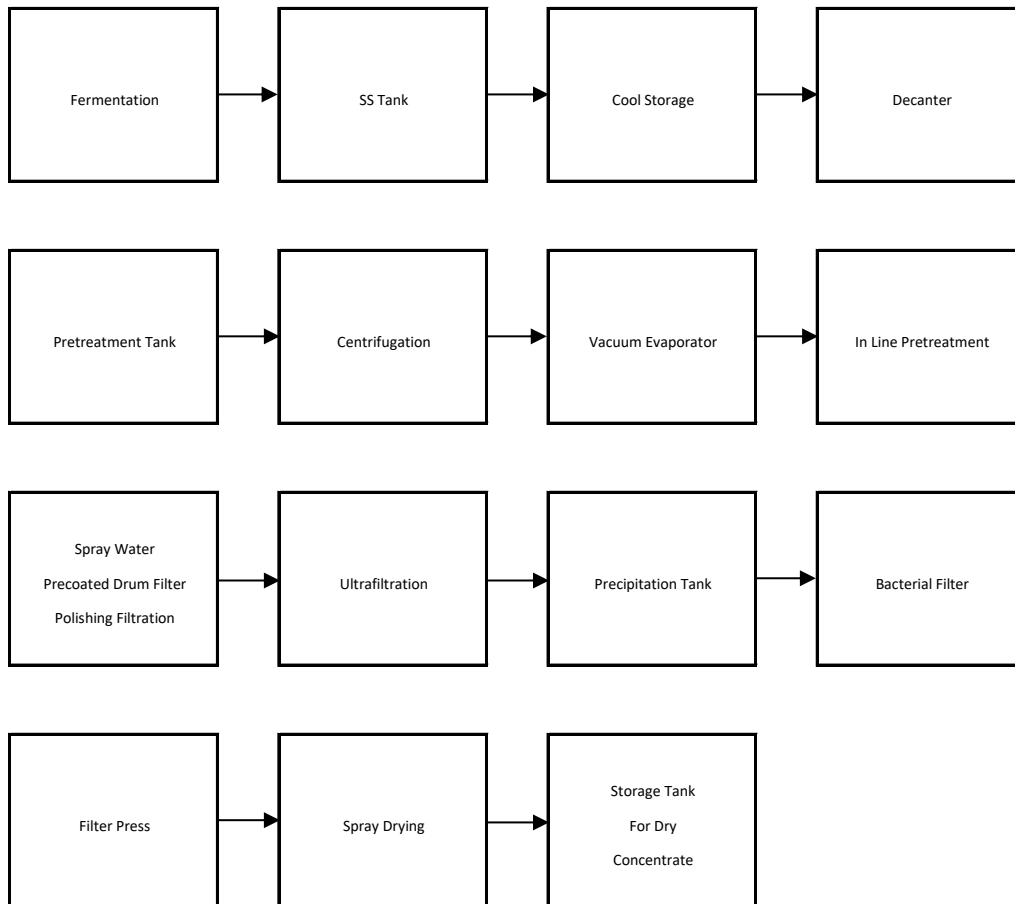 Fermentation
SS Tank
Cool Storage
Decanter
Pretreatment Tank
Centrifugation
Vacuum Evaporator
In Line Pretreatment
Spray Water
Precoated Drum Filter
Polishing Filtration
Ultrafiltration
Precipitation Tank
Bacterial Filter
Filter Press
Spray Drying
Storage Tank
For Dry
Concentrate